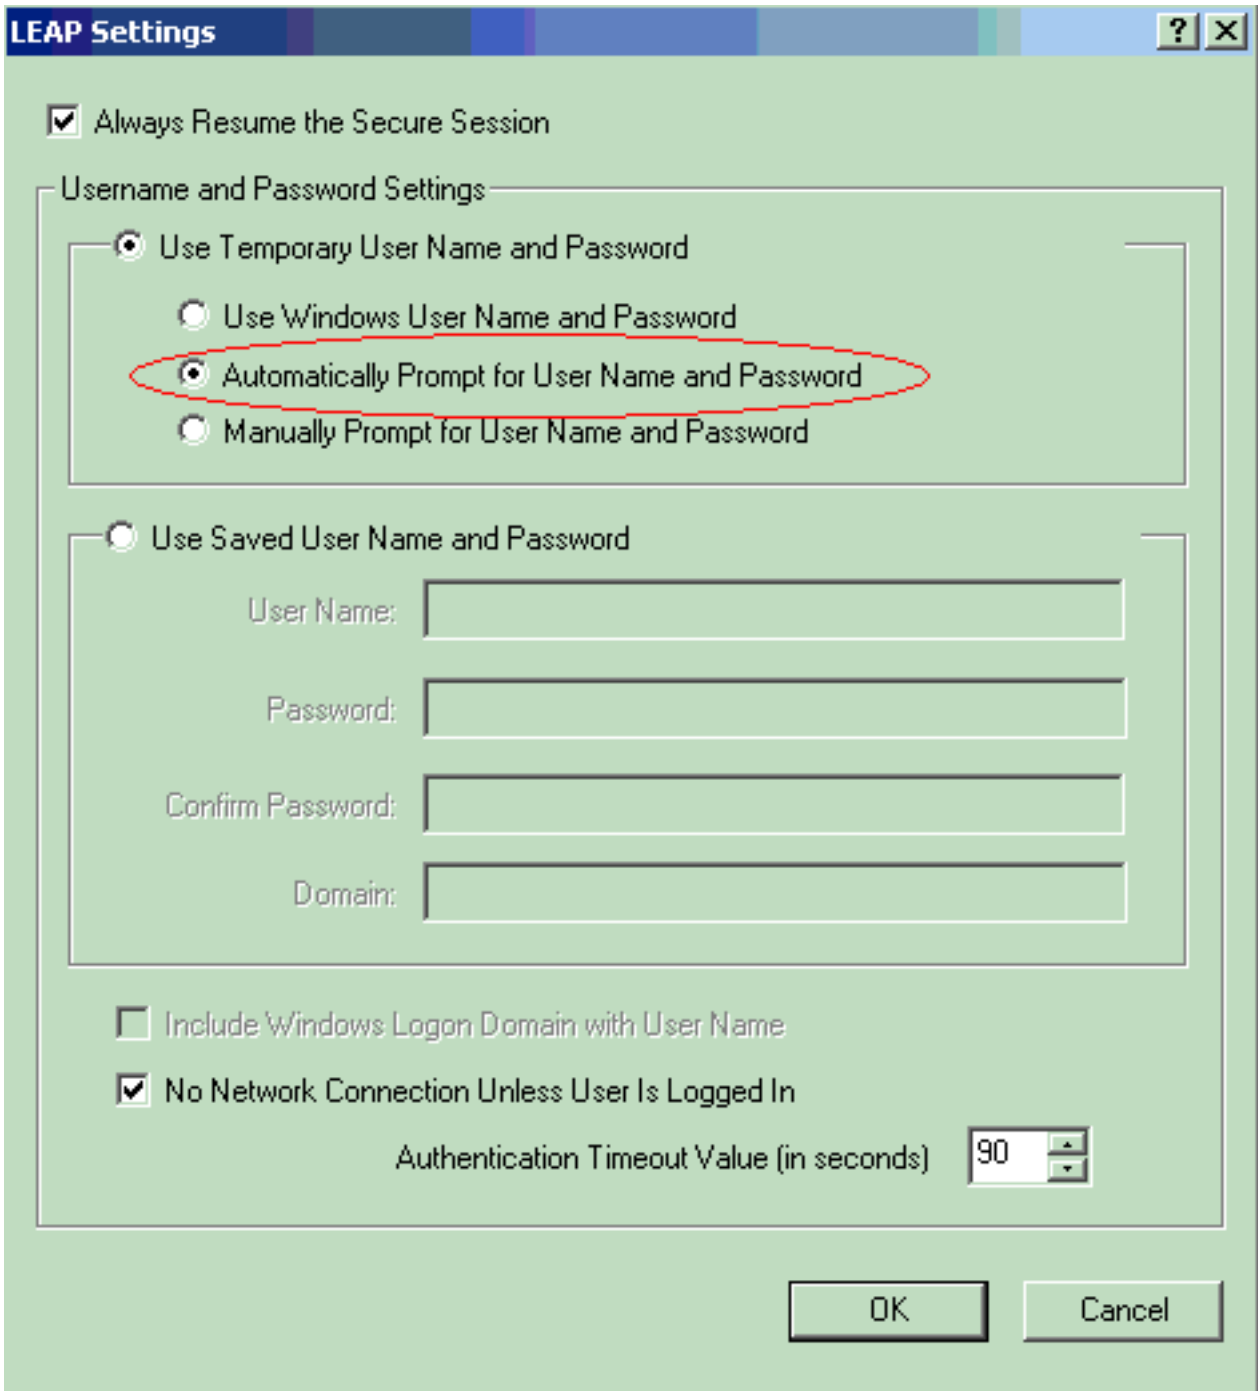 LEAP Settings
Always Resume the Secure Session
Username and Password Settings
Use Temporary User Name and Password
Use Windows User Name and Password
Automatically Prompt for User Name and Password
Manually Prompt for User Name and Password
Use Saved User Name and Password
User Name:
Password:
Confirm Password:
Domain:
Include Windows Logon Domain with User Name
No Network Connection Unless User Is Logged In
Authentication Timeout Value (in seconds) 90
OK Cancel